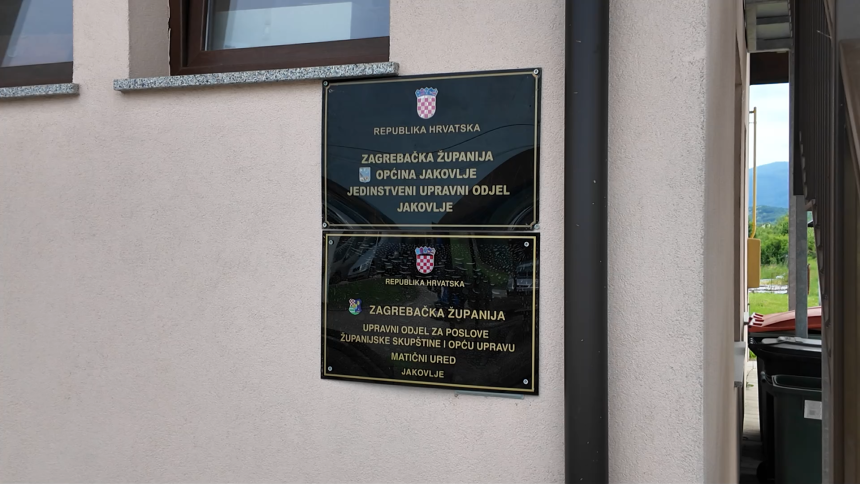 REPUBLIKA HRVATSKA
ZAGREBAČKA ŽUPANIJA
OPĆINA JAKOVLJE
JEDINSTVENI UPRAVNI ODJEL
JAKOVLJE
REPUBLIKA HRVATSKA
ZAGREBAČKA ŽUPANIJA
UPRAVNI ODJEL ZA POSLOVE
ŽUPANIJSKE SKUPŠTINE I OPĆU UPRAVU
MATIČNI URED
JAKOVLJE